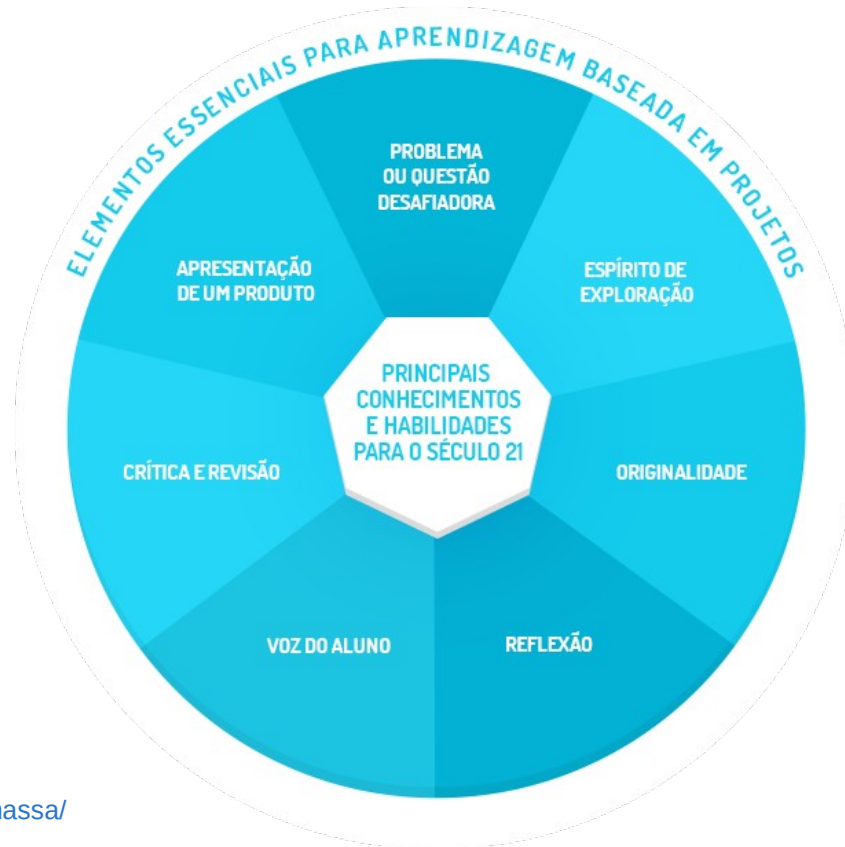 ELEMENTOS ESSENCIAIS PARA APRENDIZAGEM BASEADA EM PROJETOS
PROBLEMA
OU QUESTÃO
DESAFIADORA
ESPÍRITO DE
EXPLORAÇÃO
ORIGINALIDADE
REFLEXÃO
VOZ DO ALUNO
CRÍTICA E REVISÃO
APRESENTAÇÃO
DE UM PRODUTO
PRINCIPAIS
CONHECIMENTOS
E HABILIDADES
PARA O SÉCULO 21
assa/